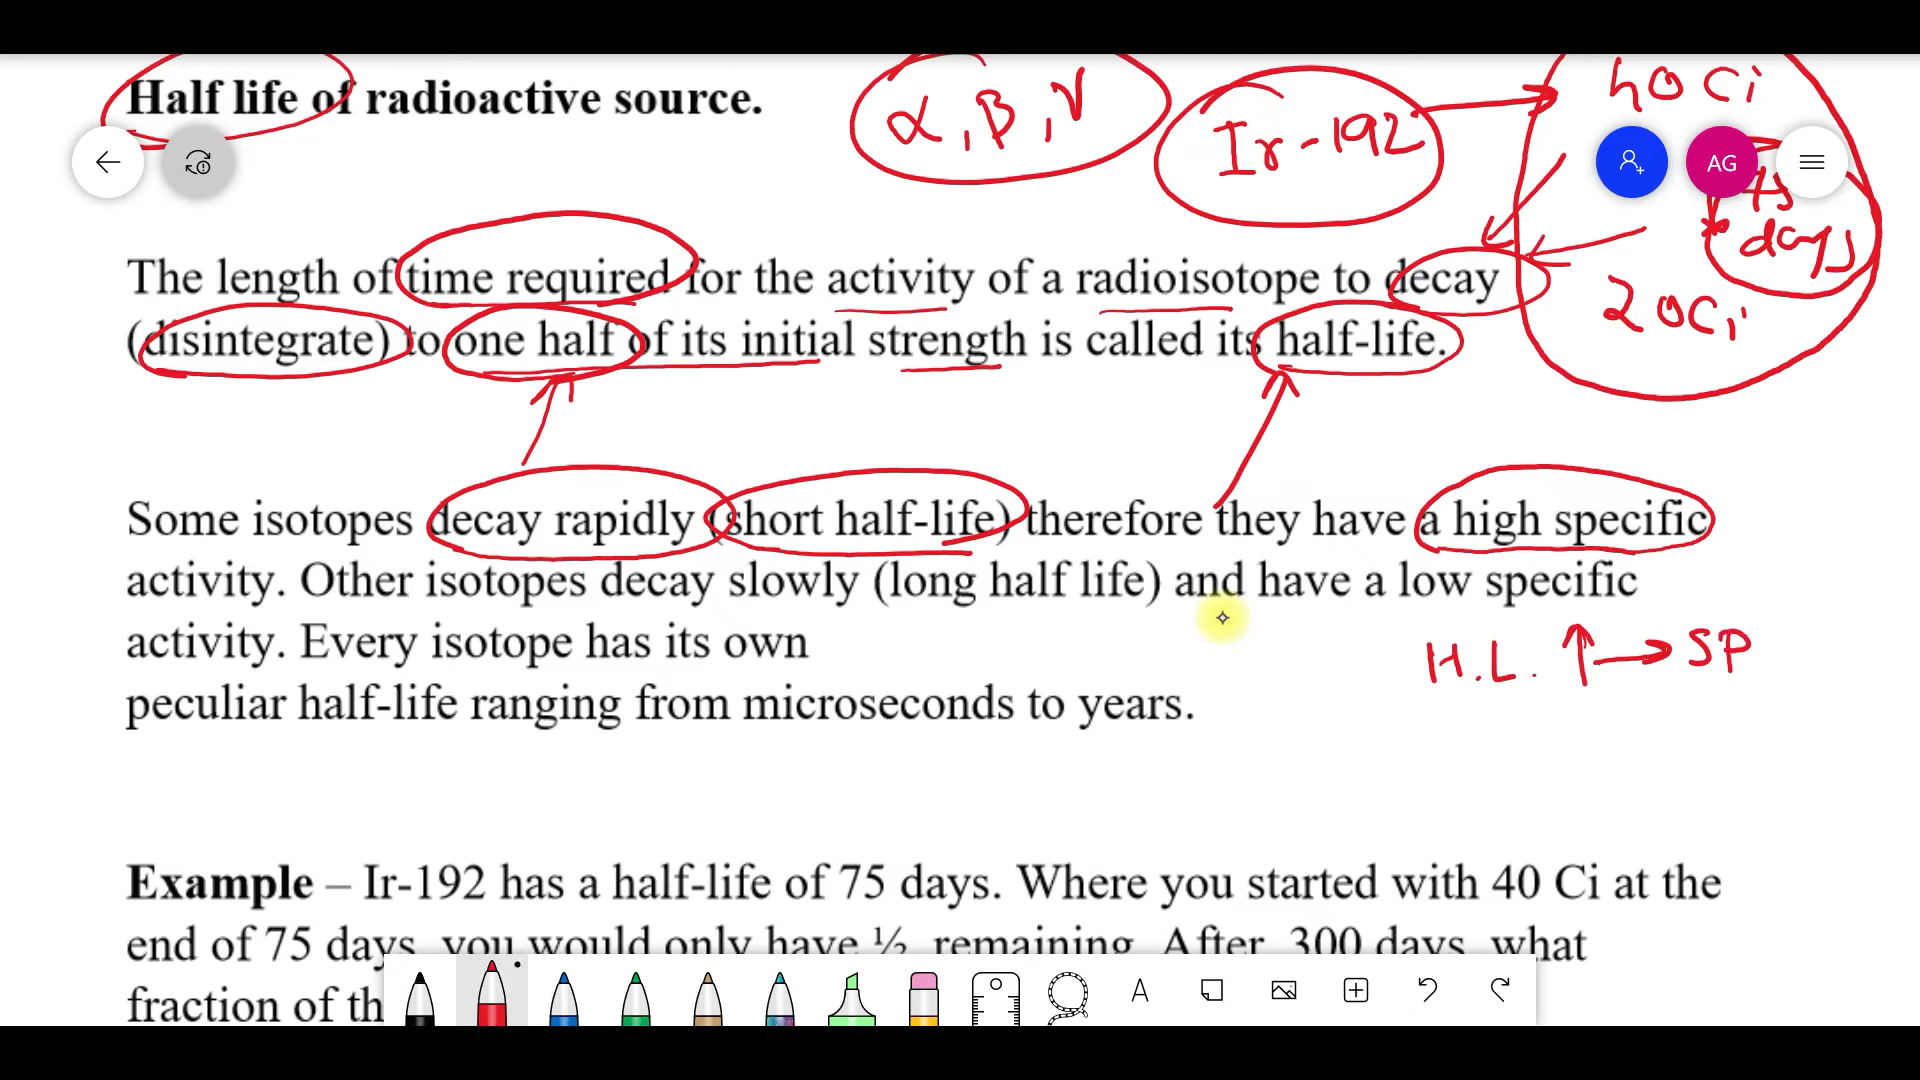 Half life of radioactive source.
α, β, γ
Ir-192
40 Ci
AG
75
days
20 Ci
The length of time required for the activity of a radioisotope to decay
(disintegrate) to one half of its initial strength is called its half-life.
Some isotopes decay rapidly (short half-life) therefore they have a high specific
activity. Other isotopes decay slowly (long half life) and have a low specific
activity. Every isotope has its own
H.L. ↑ → SP
peculiar half-life ranging from microseconds to years.
Example – Ir-192 has a half-life of 75 days. Where you started with 40 Ci at the
end of 75 days, you would only have ½ remaining. After 300 days, what
fraction of th
A